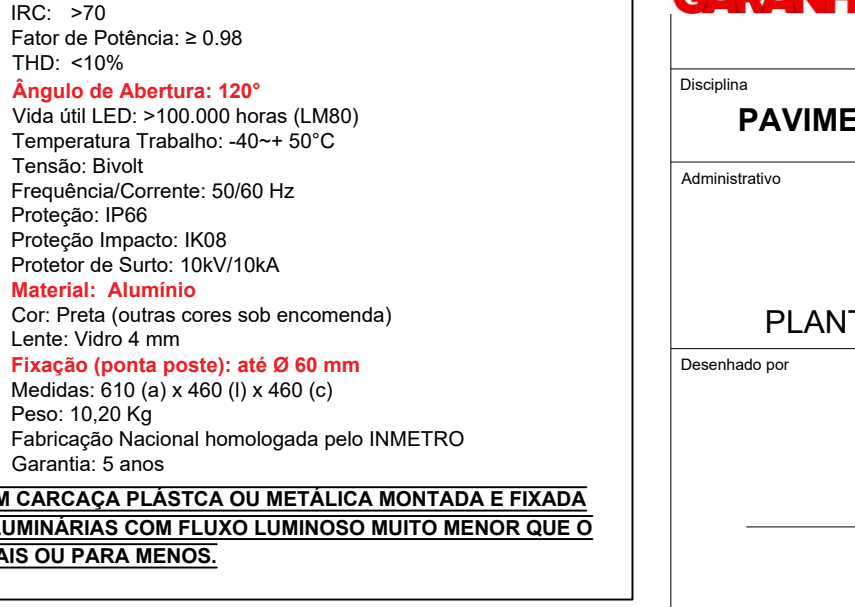 IRC: >70
Fator de Potência: ≥ 0.98
THD: <10%
Ângulo de Abertura: 120°
Vida útil LED: >100.000 horas (LM80)
Temperatura Trabalho: -40~+ 50°C
Tensão: Bivolt
Frequência/Corrente: 50/60 Hz
Proteção: IP66
Proteção Impacto: IK08
Protetor de Surto: 10kV/10kA
Material: Alumínio
Cor: Preta (outras cores sob encomenda)
Lente: Vidro 4 mm
Fixação (ponta poste): até Ø 60 mm
Medidas: 610 (a) x 460 (l) x 460 (c)
Peso: 10,20 Kg
Fabricação Nacional homologada pelo INMETRO
Garantia: 5 anos
M CARCAÇA PLÁSTCA OU METÁLICA MONTADA E FIXADA
LUMINÁRIAS COM FLUXO LUMINOSO MUITO MENOR QUE O
AIS OU PARA MENOS.
GARANH
Disciplina
PAVIME
Administrativo
PLANT
Desenhado por